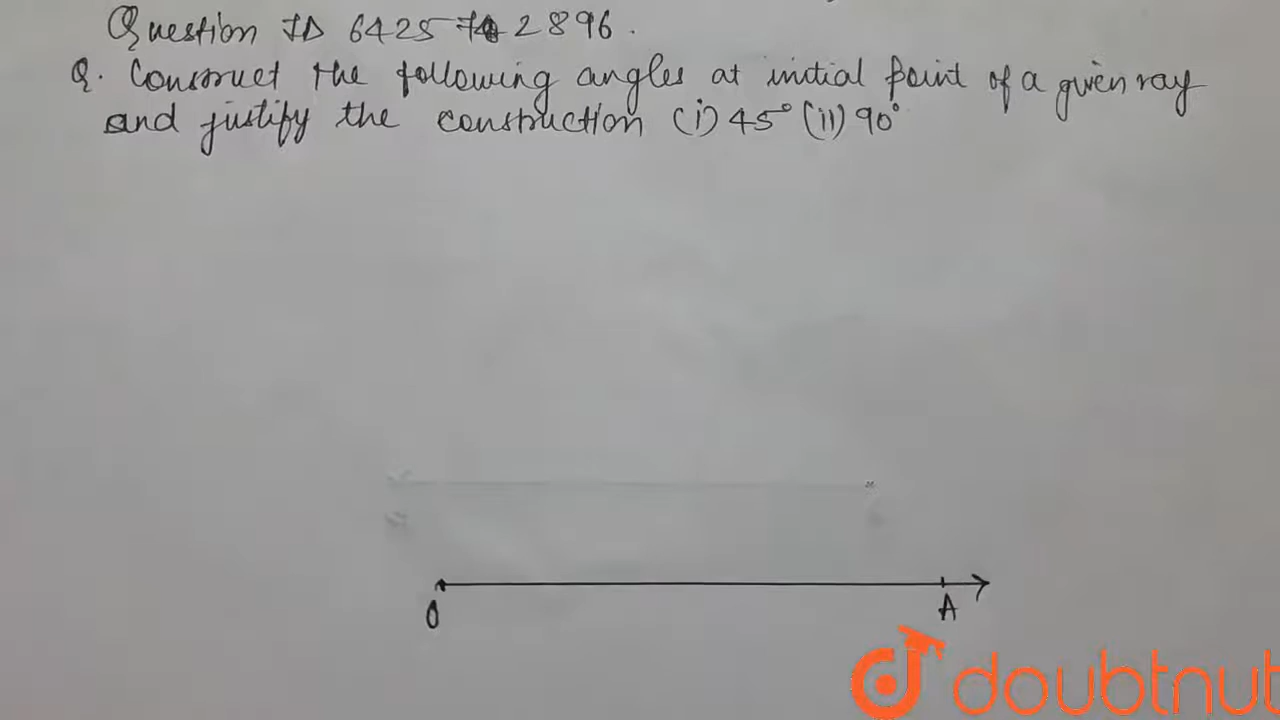 Question ID 6425 2896.
Q. Construct the following angles at initial point of a given ray
and justify the construction (i) 45° (ii) 90°
O A
doubtnut